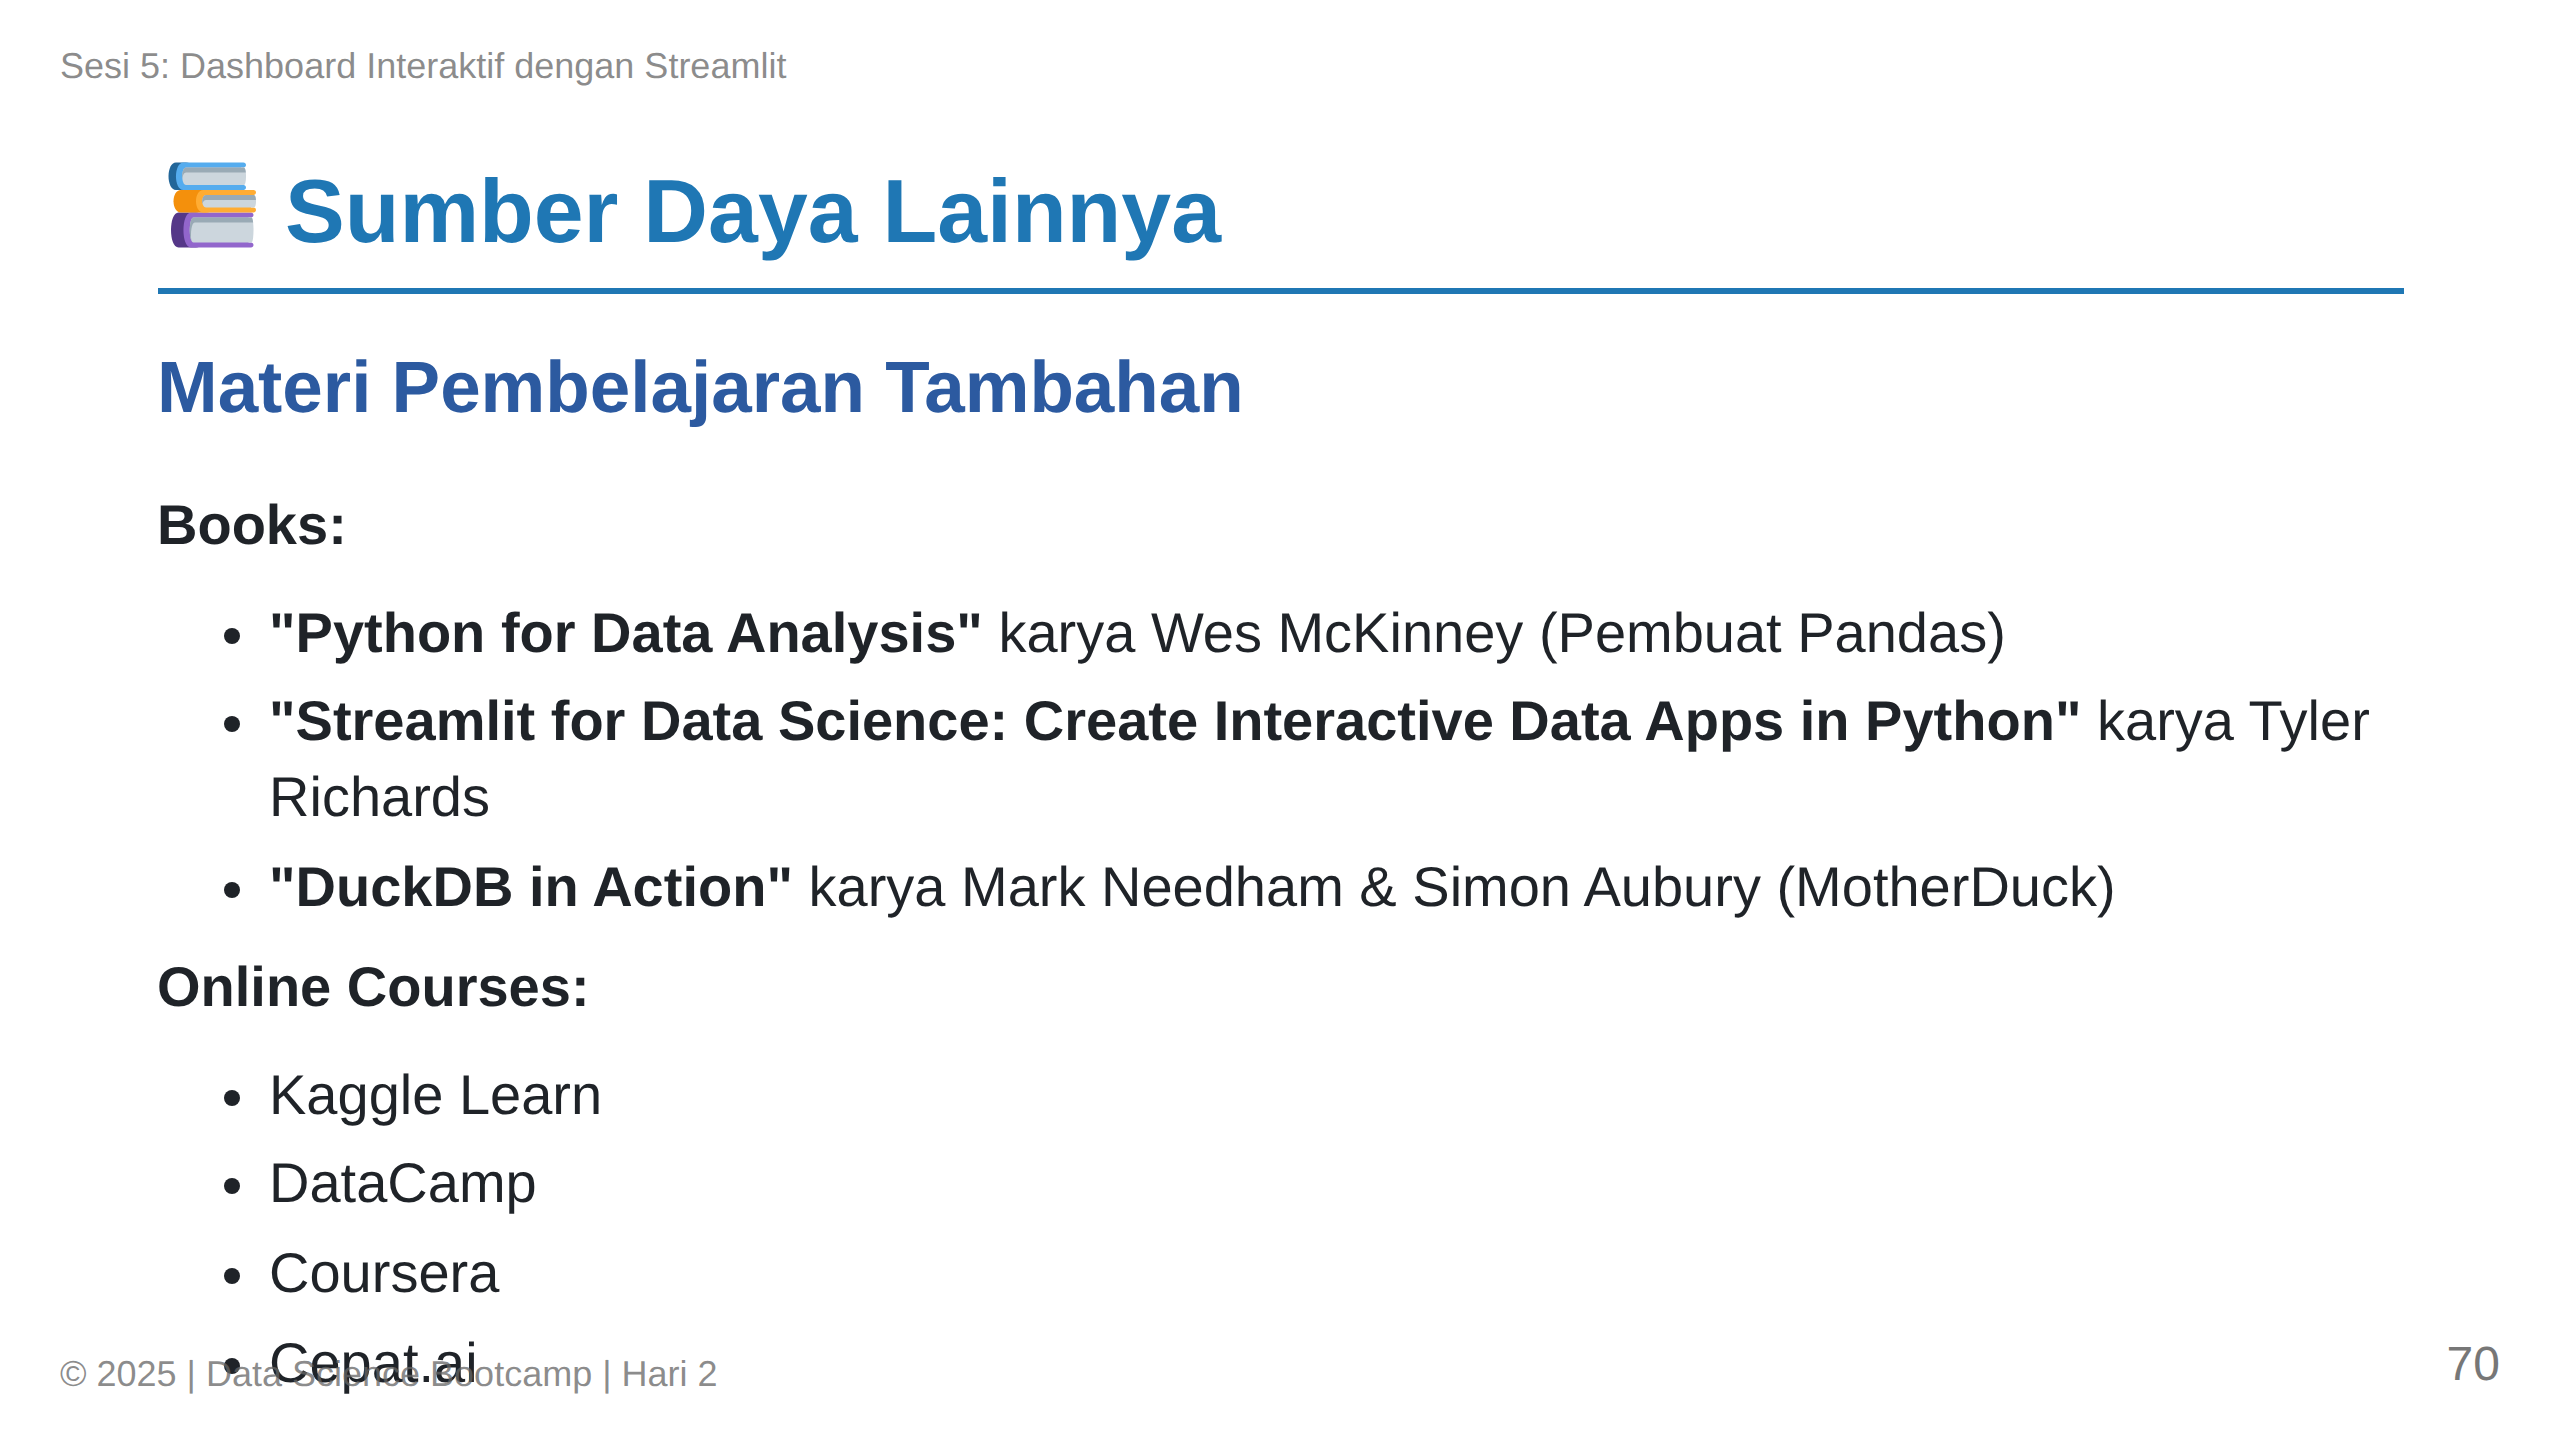 Sesi 5: Dashboard Interaktif dengan Streamlit
Sumber Daya Lainnya
Materi Pembelajaran Tambahan
Books:
• "Python for Data Analysis" karya Wes McKinney (Pembuat Pandas)
• "Streamlit for Data Science: Create Interactive Data Apps in Python" karya Tyler
Richards
• "DuckDB in Action" karya Mark Needham & Simon Aubury (MotherDuck)
Online Courses:
• Kaggle Learn
• DataCamp
• Coursera
• Cepat.ai
© 2025 | Data Science Bootcamp | Hari 2
70